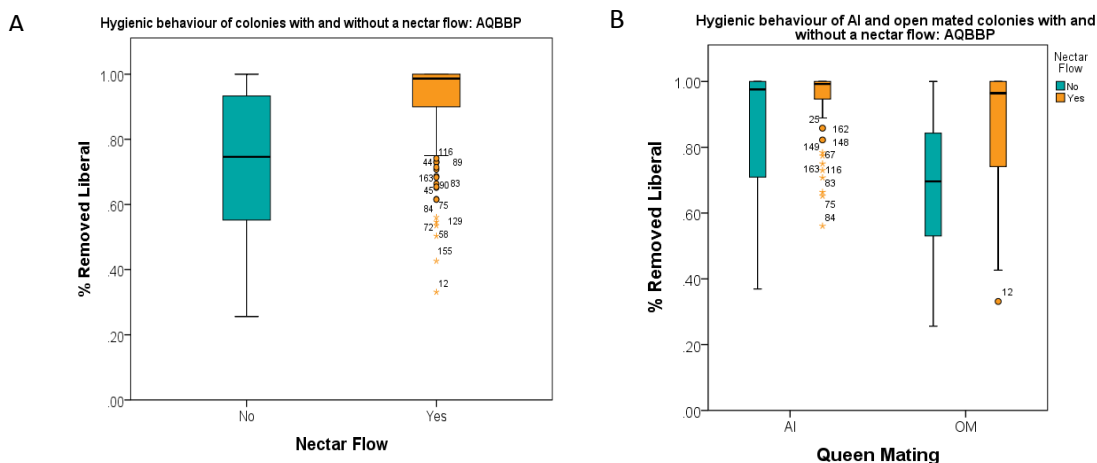 A
Hygienic behaviour of colonies with and without a nectar flow: AQBBP
% Removed Liberal
1.00
.80
.60
.40
.20
.00
116
44
89
163
90
83
45
84
75
72
129
58
155
12
No
Yes
Nectar Flow
B
Hygienic behaviour of AI and open mated colonies with and
without a nectar flow: AQBBP
Nectar
Flow
No
Yes
% Removed Liberal
1.00
.80
.60
.40
.20
.00
25
162
149
148
67
163
116
83
75
84
12
AI
OM
Queen Mating